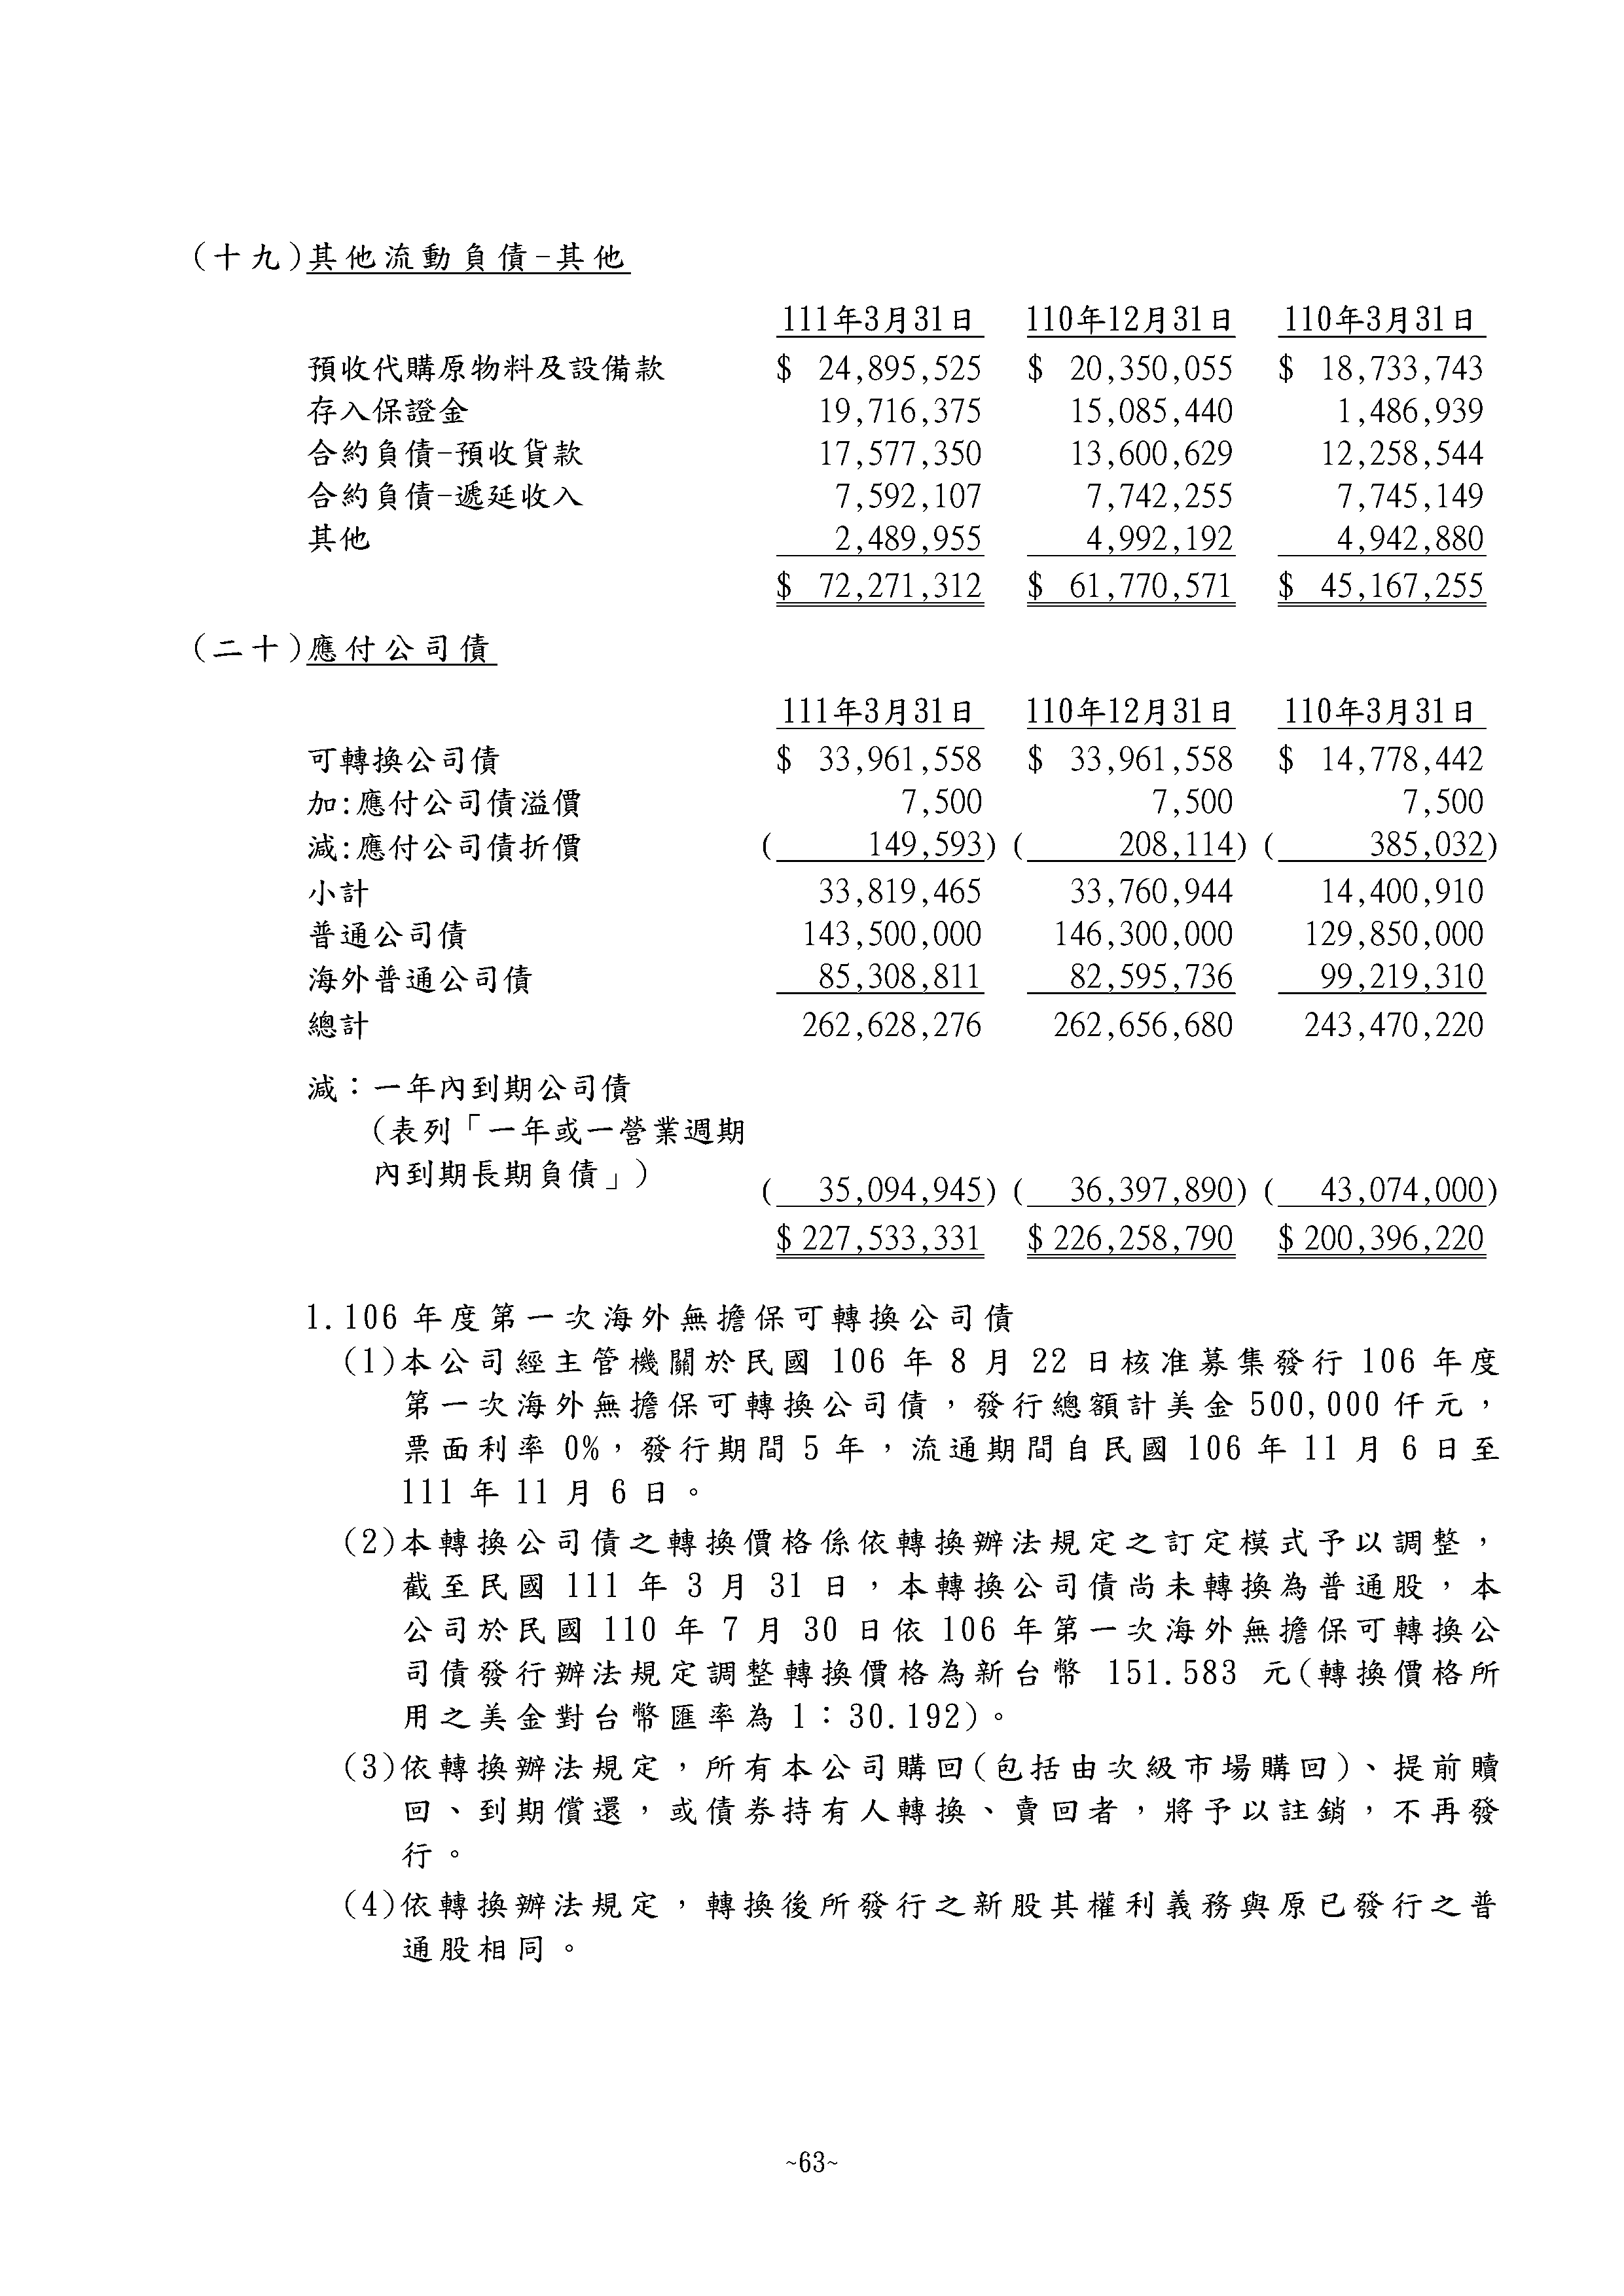 (十九)其他流動負債-其他
111年3月31日 110年12月31日 110年3月31日
預收代購原物料及設備款 $ 24,895,525 $ 20,350,055 $ 18,733,743
存入保證金 19,716,375 15,085,440 1,486,939
合約負債-預收貨款 17,577,350 13,600,629 12,258,544
合約負債-遞延收入 7,592,107 7,742,255 7,745,149
其他 2,489,955 4,992,192 4,942,880
$ 72,271,312 $ 61,770,571 $ 45,167,255
(二十)應付公司債
111年3月31日 110年12月31日 110年3月31日
可轉換公司債 $ 33,961,558 $ 33,961,558 $ 14,778,442
加:應付公司債溢價 7,500 7,500 7,500
減:應付公司債折價 ( 149,593) ( 208,114) ( 385,032)
小計 33,819,465 33,760,944 14,400,910
普通公司債 143,500,000 146,300,000 129,850,000
海外普通公司債 85,308,811 82,595,736 99,219,310
總計 262,628,276 262,656,680 243,470,220
減：一年內到期公司債
(表列「一年或一營業週期
內到期長期負債」) ( 35,094,945) ( 36,397,890) ( 43,074,000)
$ 227,533,331 $ 226,258,790 $ 200,396,220
1.106 年度第一次海外無擔保可轉換公司債
(1)本公司經主管機關於民國 106 年 8 月 22 日核准募集發行 106 年度
第一次海外無擔保可轉換公司債，發行總額計美金 500,000 仟元，
票面利率 0%，發行期間 5 年，流通期間自民國 106 年 11 月 6 日至
111 年 11 月 6 日。
(2)本轉換公司債之轉換價格係依轉換辦法規定之訂定模式予以調整，
截至民國 111 年 3 月 31 日，本轉換公司債尚未轉換為普通股，本
公司於民國 110 年 7 月 30 日依 106 年第一次海外無擔保可轉換公
司債發行辦法規定調整轉換價格為新台幣 151.583 元(轉換價格所
用之美金對台幣匯率為 1：30.192)。
(3)依轉換辦法規定，所有本公司購回(包括由次級市場購回)、提前贖
回、到期償還，或債券持有人轉換、賣回者，將予以註銷，不再發
行。
(4)依轉換辦法規定，轉換後所發行之新股其權利義務與原已發行之普
通股相同。
~63~